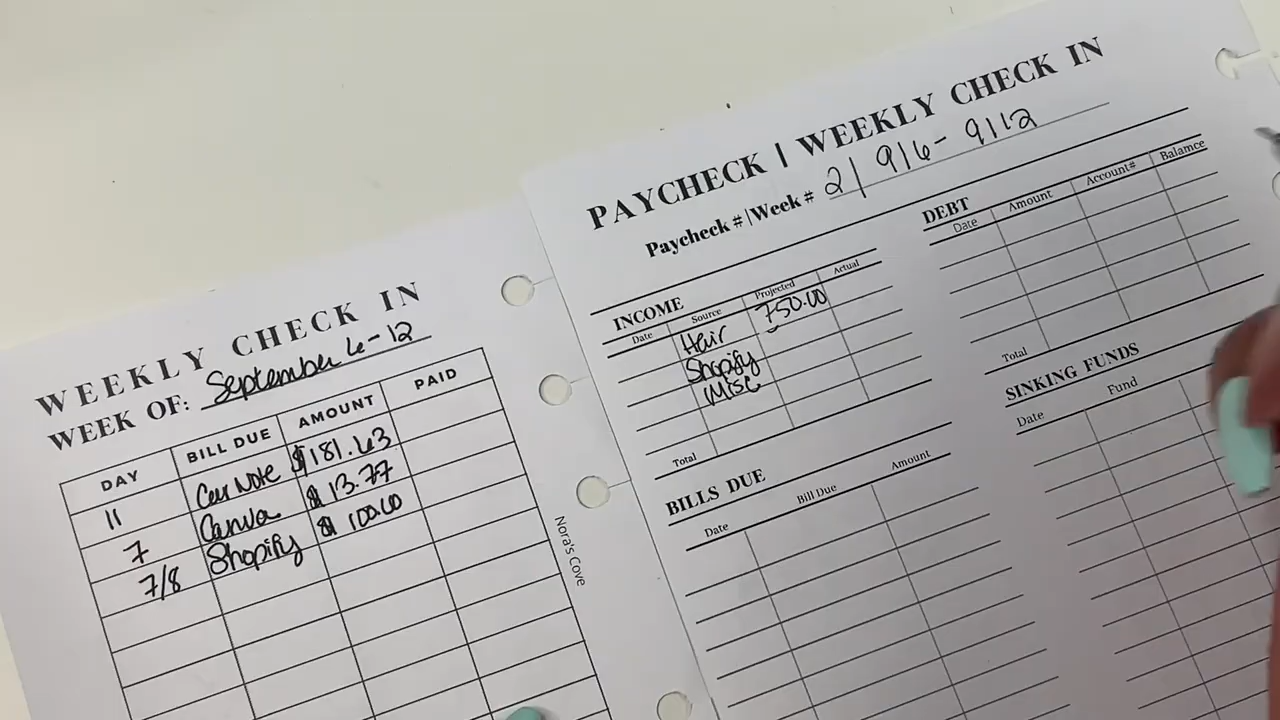 WEEKLY CHECK IN
WEEK OF: September 6-12
DAY BILL DUE AMOUNT PAID
11 Car Note $181.63
7 Canva $13.77
7/8 Shopify $100.00
Nora's Cove
PAYCHECK | WEEKLY CHECK IN
Paycheck #|Week # 2| 9/6- 9/12
INCOME
Date Source Projected Actual
Hair 750.00
Shopify
Misc
Total
BILLS DUE
Date Bill Due Amount
DEBT
Date Amount Account# Balance
Total
SINKING FUNDS
Date Fund